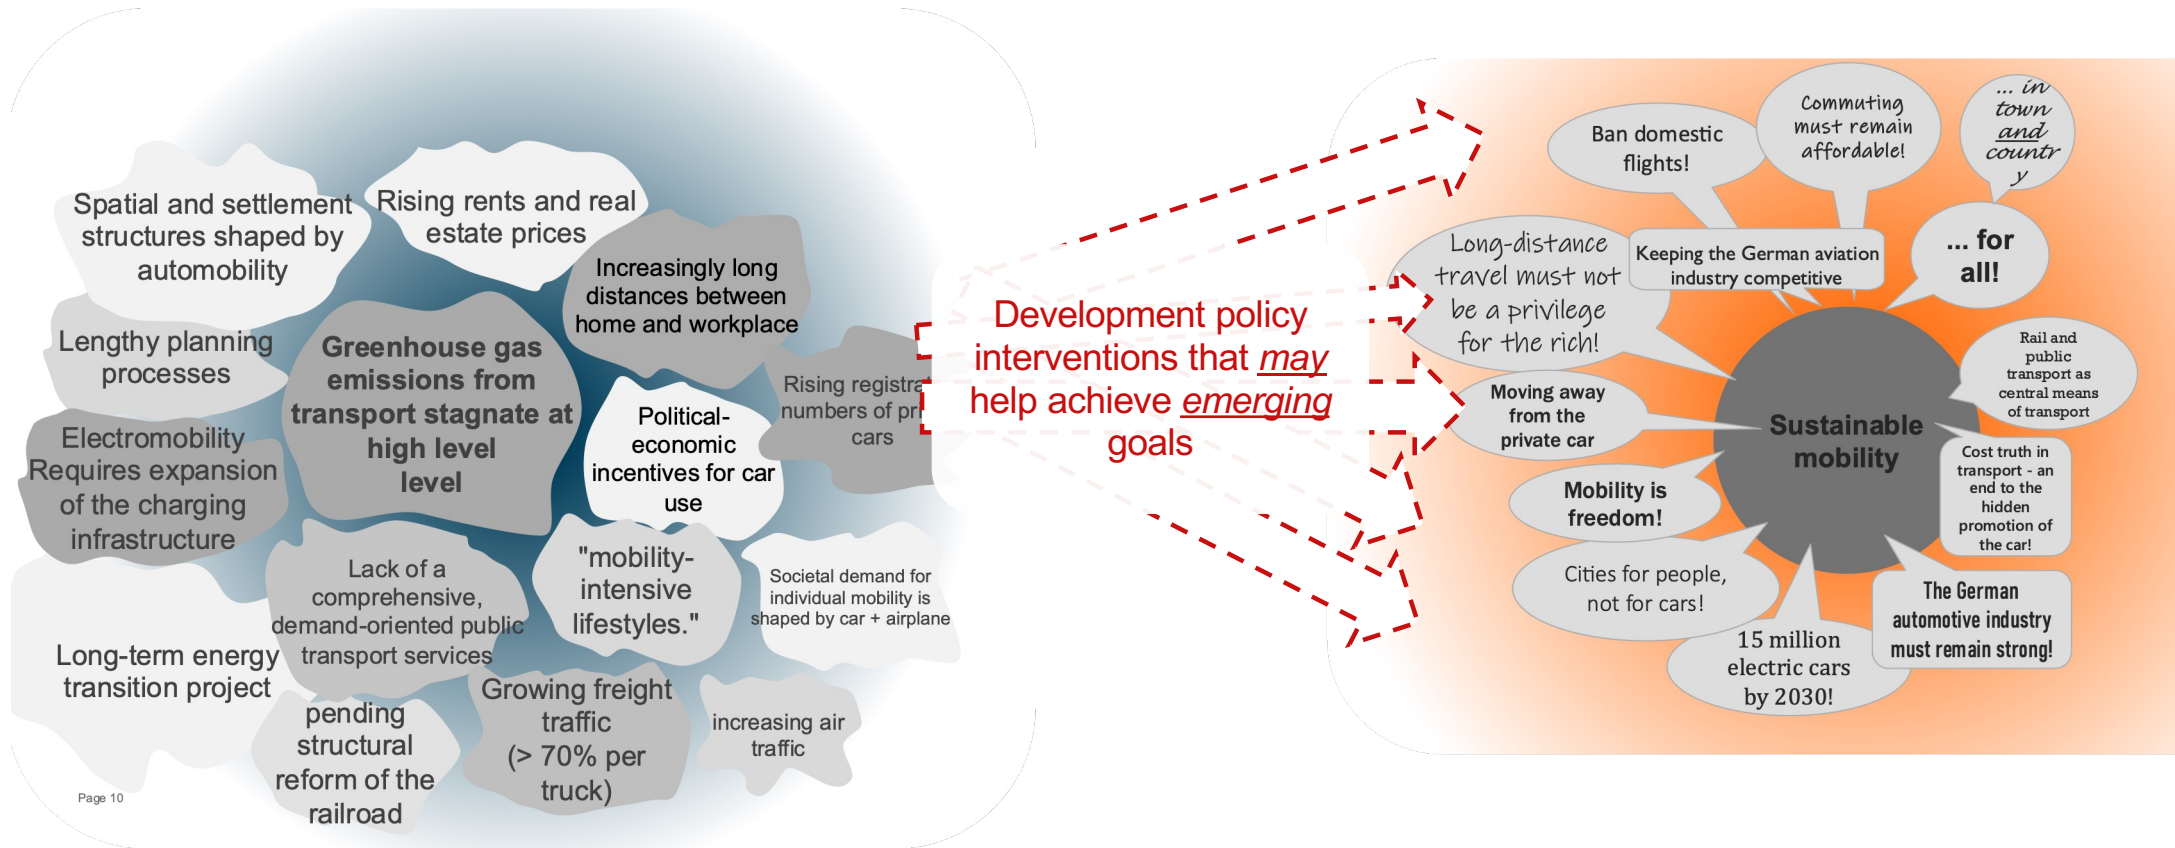 Spatial and settlement
structures shaped by
automobility
Rising rents and real
estate prices
Increasingly long
distances between
home and workplace
Lengthy planning
processes
Greenhouse gas
emissions from
transport stagnate at
high level
level
Rising registrat
numbers of pri
cars
Political-
economic
incentives for car
use
Electromobility
Requires expansion
of the charging
infrastructure
Lack of a
comprehensive,
demand-oriented public
transport services
"mobility-
intensive
lifestyles."
Societal demand for
individual mobility is
shaped by car + airplane
Long-term energy
transition project
pending
structural
reform of the
railroad
Growing freight
traffic
(> 70% per
truck)
increasing air
traffic
Page 10
Development policy
interventions that may
help achieve emerging
goals
Ban domestic
flights!
Commuting
must remain
affordable!
... in
town
and
countr
y
Long-distance
travel must not
be a privilege
for the rich!
Keeping the German aviation
industry competitive
... for
all!
Rail and
public
transport as
central means
of transport
Moving away
from the
private car
Sustainable
mobility
Cost truth in
transport - an
end to the
hidden
promotion of
the car!
Mobility is
freedom!
Cities for people,
not for cars!
15 million
electric cars
by 2030!
The German
automotive industry
must remain strong!